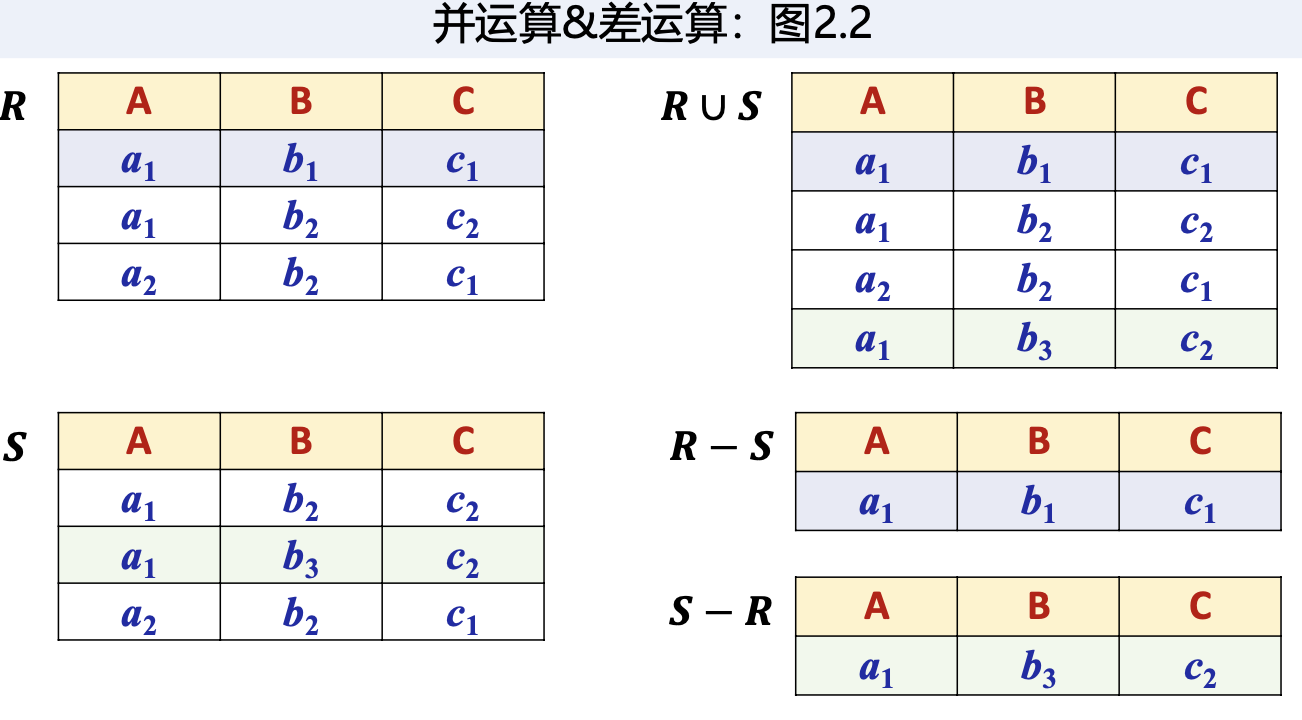 并运算&差运算：图2.2
R
A B C
a₁ b₁ c₁
a₁ b₂ c₂
a₂ b₂ c₁
R ∪ S
A B C
a₁ b₁ c₁
a₁ b₂ c₂
a₂ b₂ c₁
a₁ b₃ c₂
S
A B C
a₁ b₂ c₂
a₁ b₃ c₂
a₂ b₂ c₁
R − S
A B C
a₁ b₁ c₁
S − R
A B C
a₁ b₃ c₂